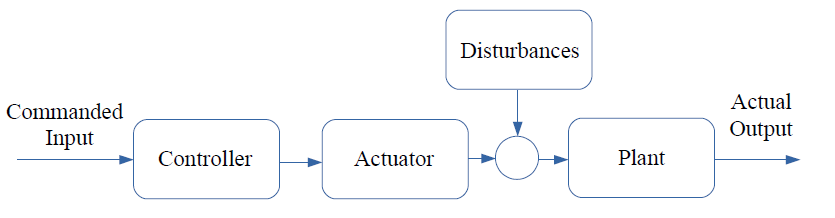 Disturbances
Commanded
Input
Controller
Actuator
Plant
Actual
Output